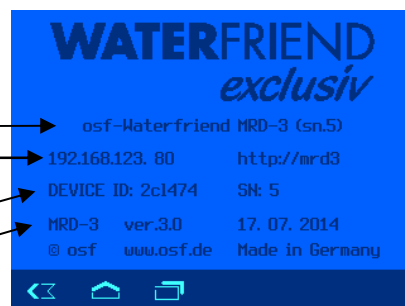 WATERFRIEND
exclusiv
osf-Waterfriend MRD-3 (sn.5)
192.168.123. 80 http://mrd3
DEVICE ID: 2cl474 SN: 5
MRD-3 ver.3.0 17. 07. 2014
© osf www.osf.de Made in Germany